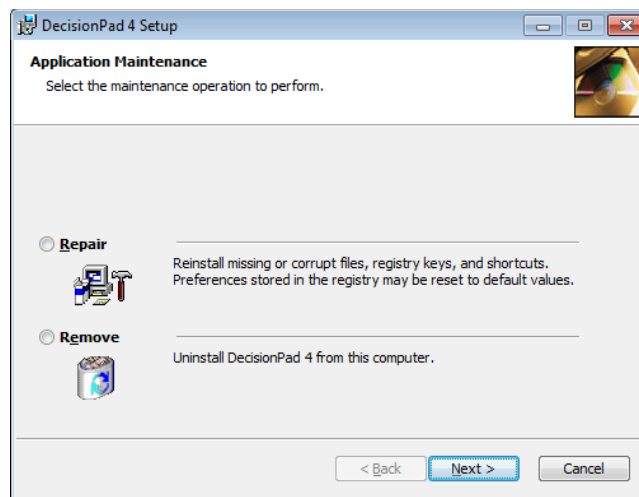 DecisionPad 4 Setup
Application Maintenance
Select the maintenance operation to perform.
Repair
Reinstall missing or corrupt files, registry keys, and shortcuts.
Preferences stored in the registry may be reset to default values.
Remove
Uninstall DecisionPad 4 from this computer.
< Back
Next >
Cancel